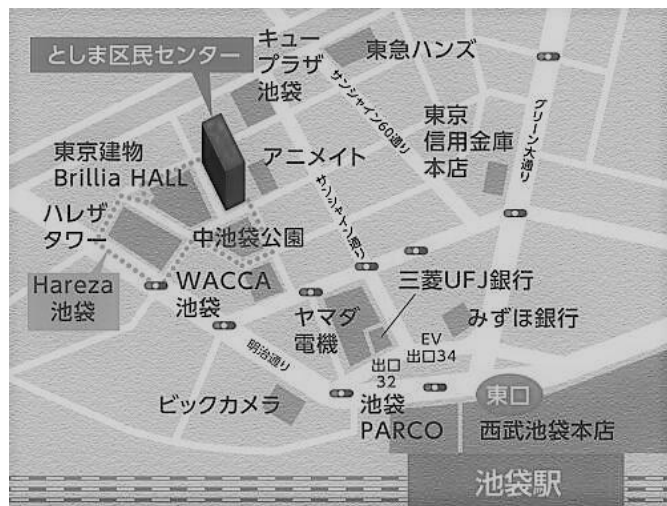 としま区民センター
キュー
プラザ
池袋
東急ハンズ
サンシャイン60通り
グリーン大通り
東京
信用金庫
本店
東京建物
Brillia HALL
アニメイト
サンシャイン通り
ハレザ
タワー
中池袋公園
Hareza
池袋
WACCA
池袋
三菱UFJ銀行
ヤマダ
電機
みずほ銀行
EV
出口34
出口
32
明治通り
ビックカメラ
池袋
PARCO
東口
西武池袋本店
池袋駅